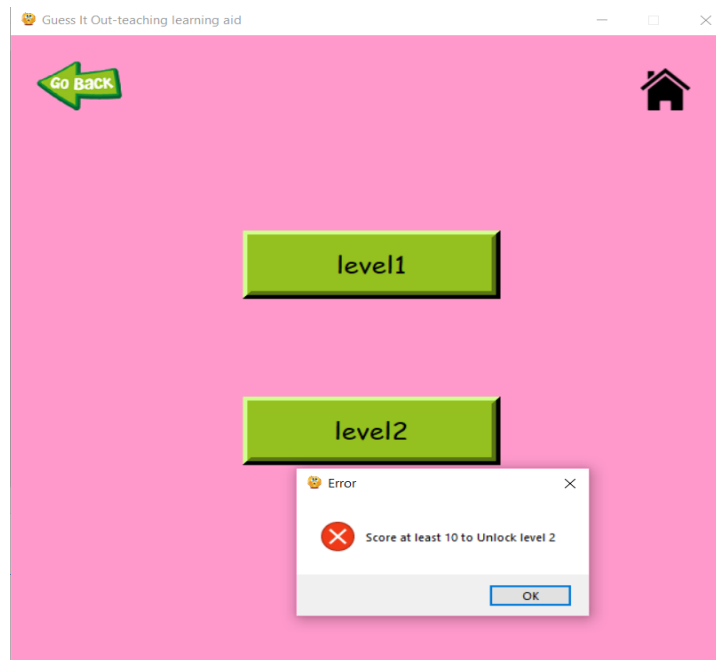 Guess It Out-teaching learning aid
GO BACK
level1
level2
Error
Score at least 10 to Unlock level 2
OK